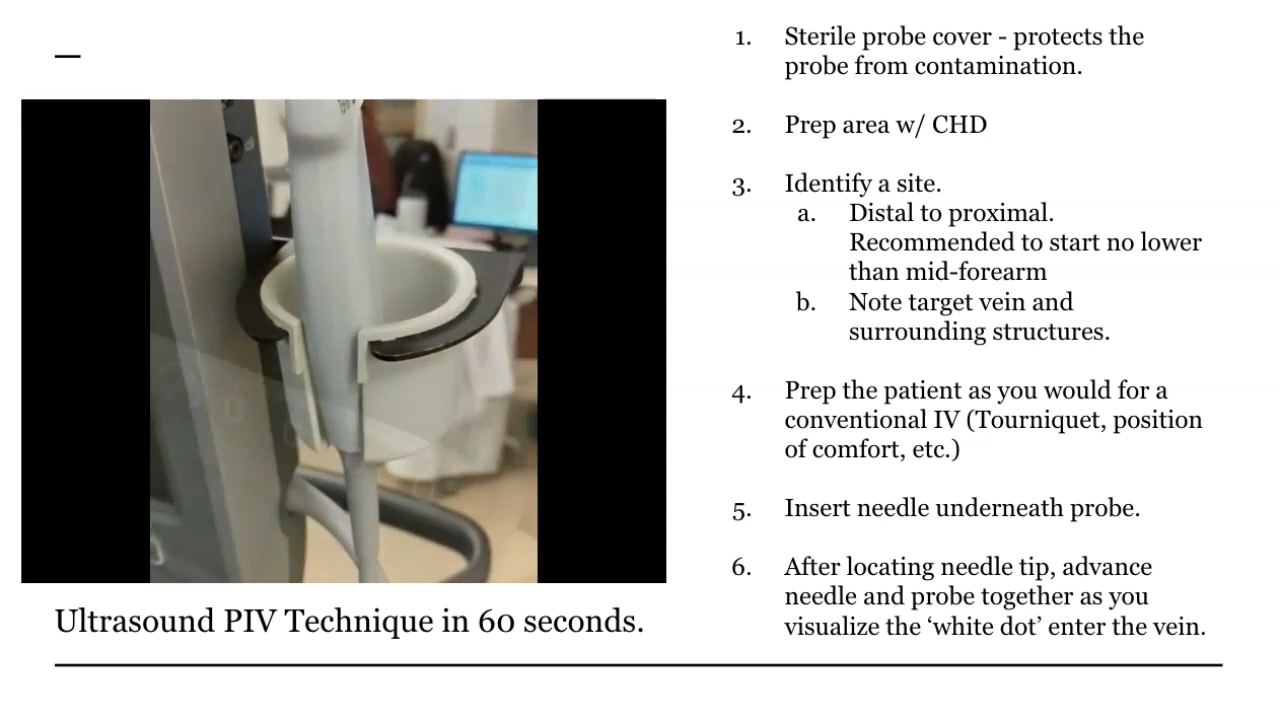 1. Sterile probe cover - protects the
probe from contamination.
2. Prep area w/ CHD
3. Identify a site.
a. Distal to proximal.
Recommended to start no lower
than mid-forearm
b. Note target vein and
surrounding structures.
4. Prep the patient as you would for a
conventional IV (Tourniquet, position
of comfort, etc.)
5. Insert needle underneath probe.
6. After locating needle tip, advance
needle and probe together as you
visualize the ‘white dot’ enter the vein.
Ultrasound PIV Technique in 60 seconds.